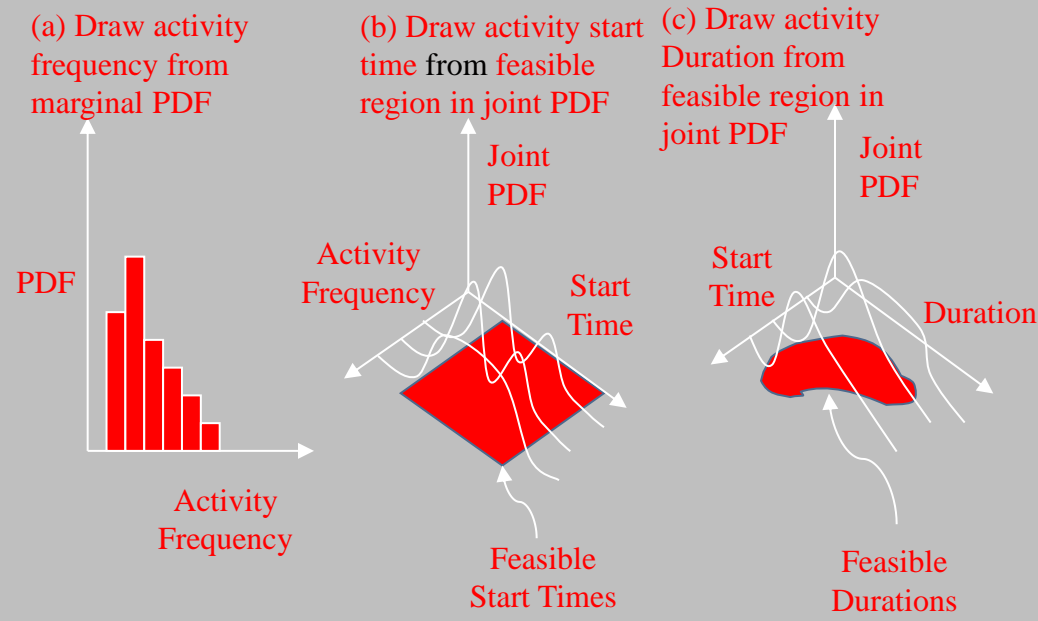 (a) Draw activity
frequency from
marginal PDF
PDF
Activity
Frequency
(b) Draw activity start
time from feasible
region in joint PDF
Joint
PDF
Activity
Frequency
Start
Time
Feasible
Start Times
(c) Draw activity
Duration from
feasible region in
joint PDF
Joint
PDF
Start
Time
Duration
Feasible
Durations